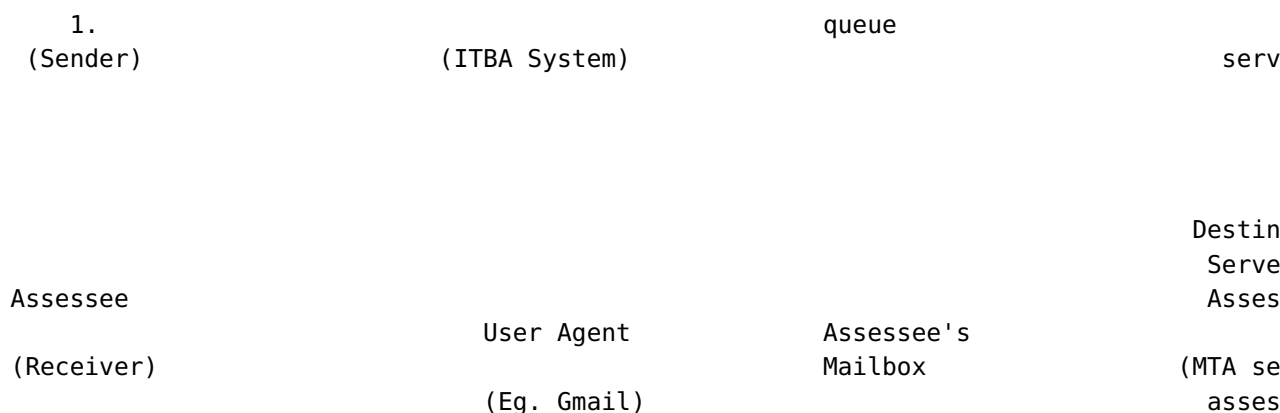 1. queue
(Sender) (ITBA System) serv
Destin
Serve
Assessee Asses
User Agent Assessee's
(Receiver) Mailbox (MTA se
(Eg. Gmail) asses